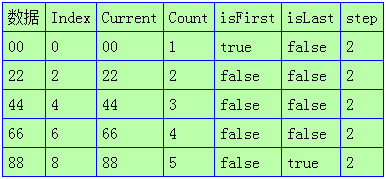 数据 Index Current Count isFirst isLast step
00 0 00 1 true false 2
22 2 22 2 false false 2
44 4 44 3 false false 2
66 6 66 4 false false 2
88 8 88 5 false true 2